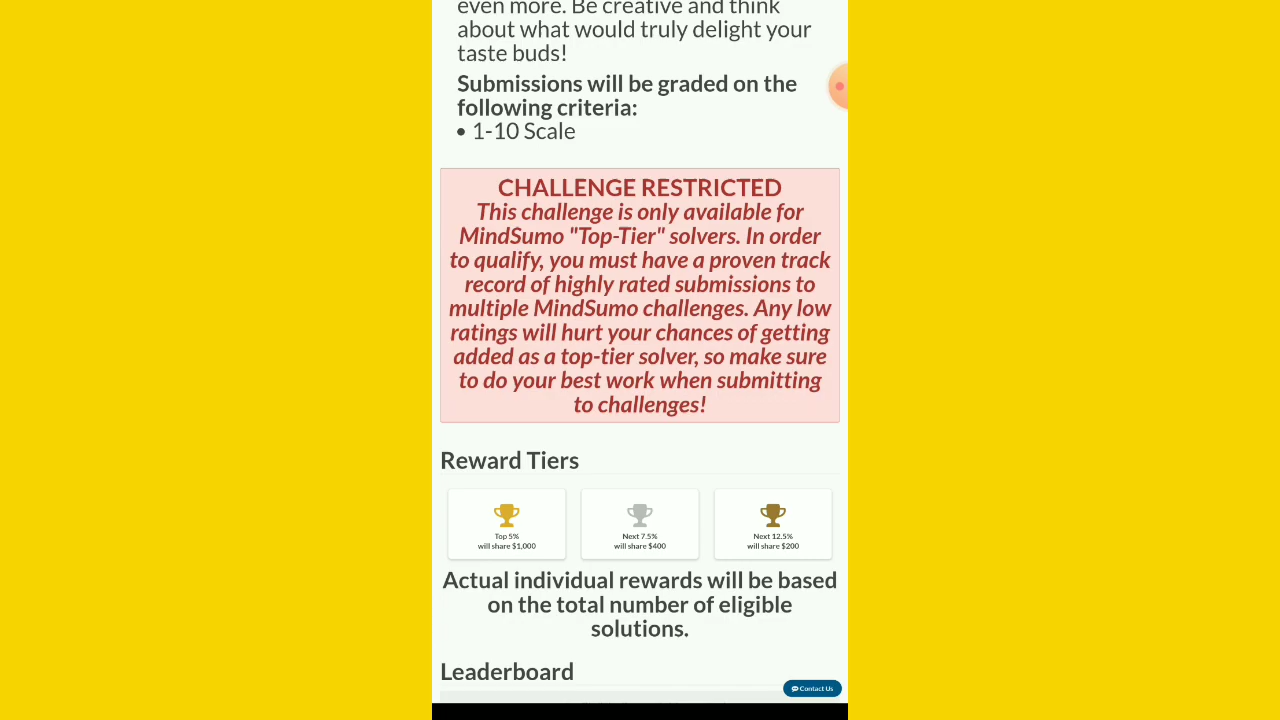 even more. Be creative and think
about what would truly delight your
taste buds!
Submissions will be graded on the
following criteria:
• 1-10 Scale
CHALLENGE RESTRICTED
This challenge is only available for
MindSumo "Top-Tier" solvers. In order
to qualify, you must have a proven track
record of highly rated submissions to
multiple MindSumo challenges. Any low
ratings will hurt your chances of getting
added as a top-tier solver, so make sure
to do your best work when submitting
to challenges!
Reward Tiers
Top 5%
will share $1,000
Next 7.5%
will share $400
Next 12.5%
will share $200
Actual individual rewards will be based
on the total number of eligible
solutions.
Leaderboard
Contact Us